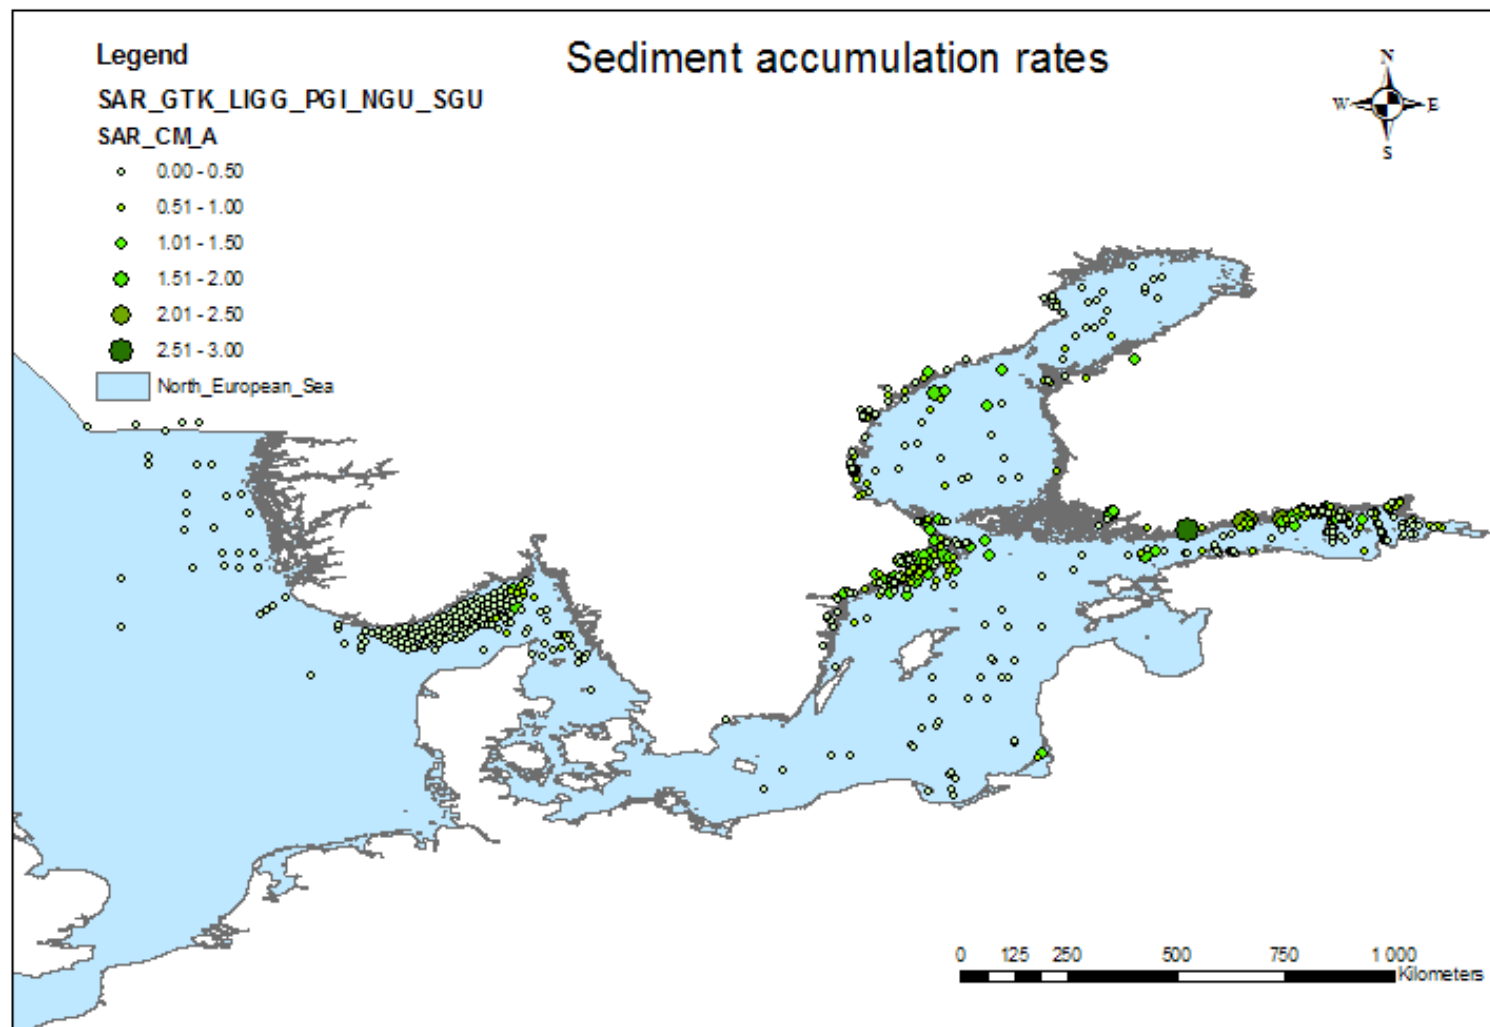 Legend
Sediment accumulation rates
SAR_GTK_LIGG_PGI_NGU_SGU
SAR_CM_A
0.00 - 0.50
0.51 - 1.00
1.01 - 1.50
1.51 - 2.00
2.01 - 2.50
2.51 - 3.00
North_European_Sea
N
W E
S
0 125 250 500 750 1 000
Kilometers